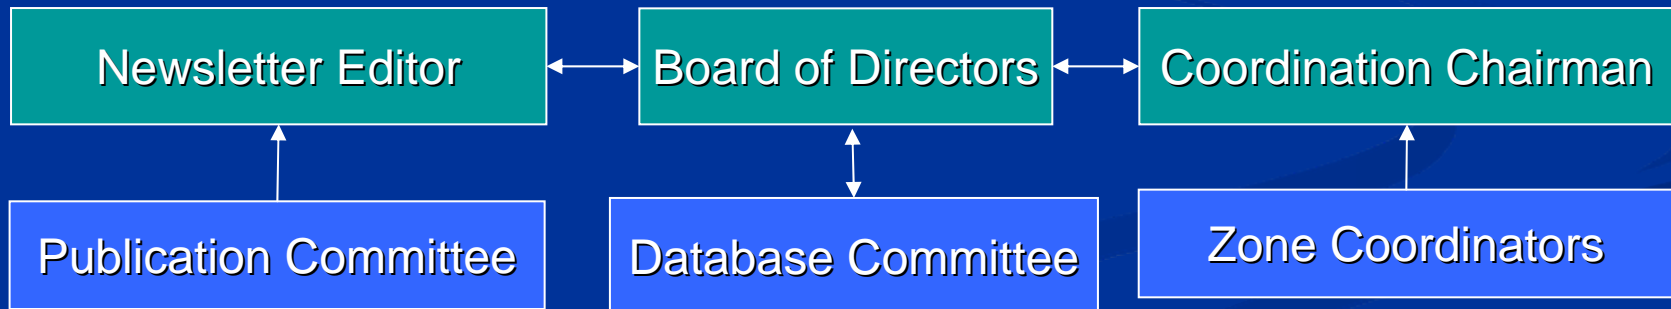 Newsletter Editor
Board of Directors
Coordination Chairman
Publication Committee
Database Committee
Zone Coordinators